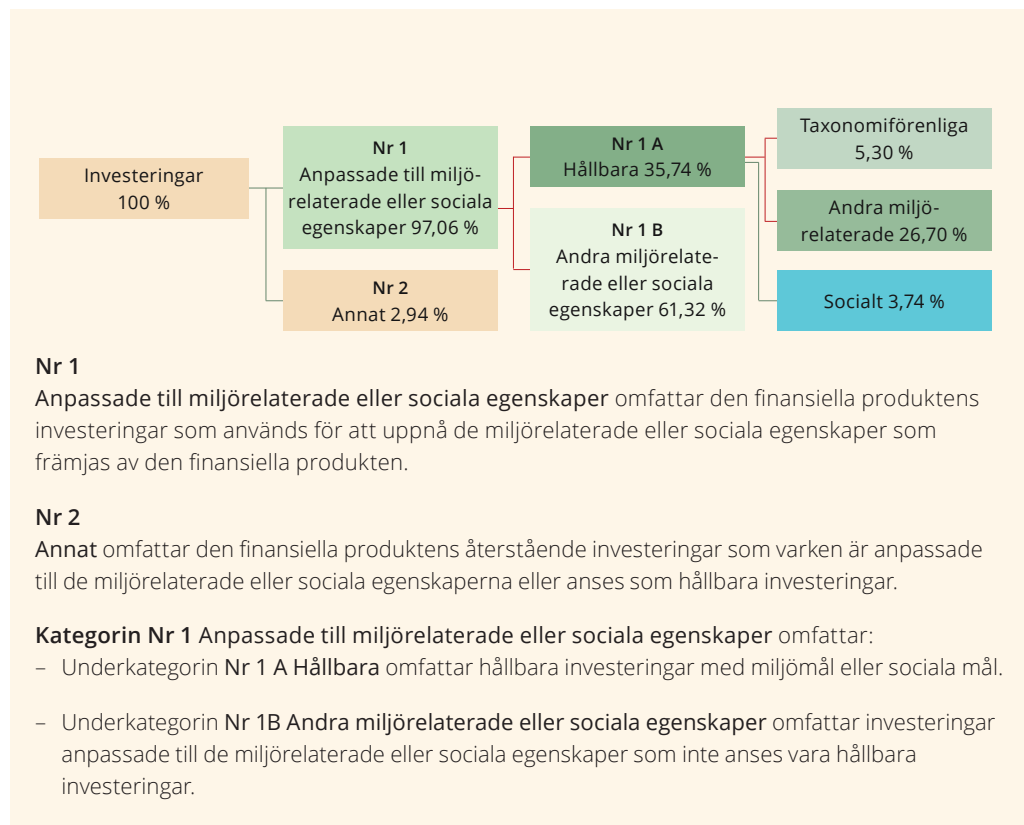 Investeringar
100 %
Nr 1
Anpassade till miljö-
relaterade eller sociala
egenskaper 97,06 %
Nr 2
Annat 2,94 %
Nr 1 A
Hållbara 35,74 %
Nr 1 B
Andra miljörelate-
rade eller sociala
egenskaper 61,32 %
Taxonomiförenliga
5,30 %
Andra miljö-
relaterade 26,70 %
Socialt 3,74 %
Nr 1
Anpassade till miljörelaterade eller sociala egenskaper omfattar den finansiella produktens
investeringar som används för att uppnå de miljörelaterade eller sociala egenskaper som
främjas av den finansiella produkten.
Nr 2
Annat omfattar den finansiella produktens återstående investeringar som varken är anpassade
till de miljörelaterade eller sociala egenskaperna eller anses som hållbara investeringar.
Kategorin Nr 1 Anpassade till miljörelaterade eller sociala egenskaper omfattar:
– Underkategorin Nr 1 A Hållbara omfattar hållbara investeringar med miljömål eller sociala mål.
– Underkategorin Nr 1B Andra miljörelaterade eller sociala egenskaper omfattar investeringar
anpassade till de miljörelaterade eller sociala egenskaper som inte anses vara hållbara
investeringar.